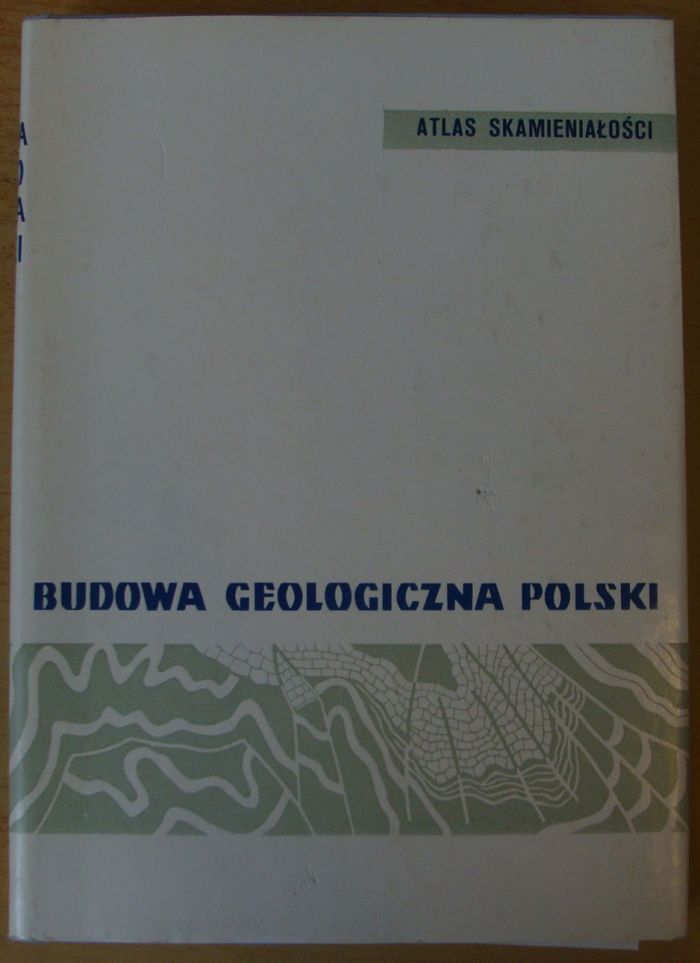 ATLAS SKAMIENIAŁOŚCI
BUDOWA GEOLOGICZNA POLSKI